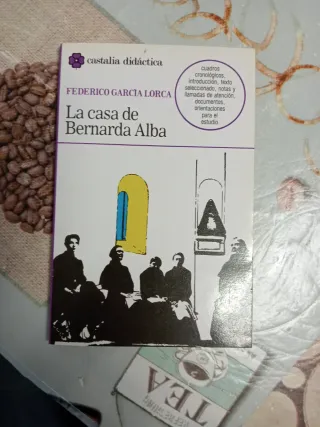 castalia didáctica
FEDERICO GARCÍA LORCA
La casa de
Bernarda Alba
cuadros
cronológicos,
introducción, texto
seleccionado, notas y
llamadas de atención,
documentos,
orientaciones
para el
estudio.
TEA